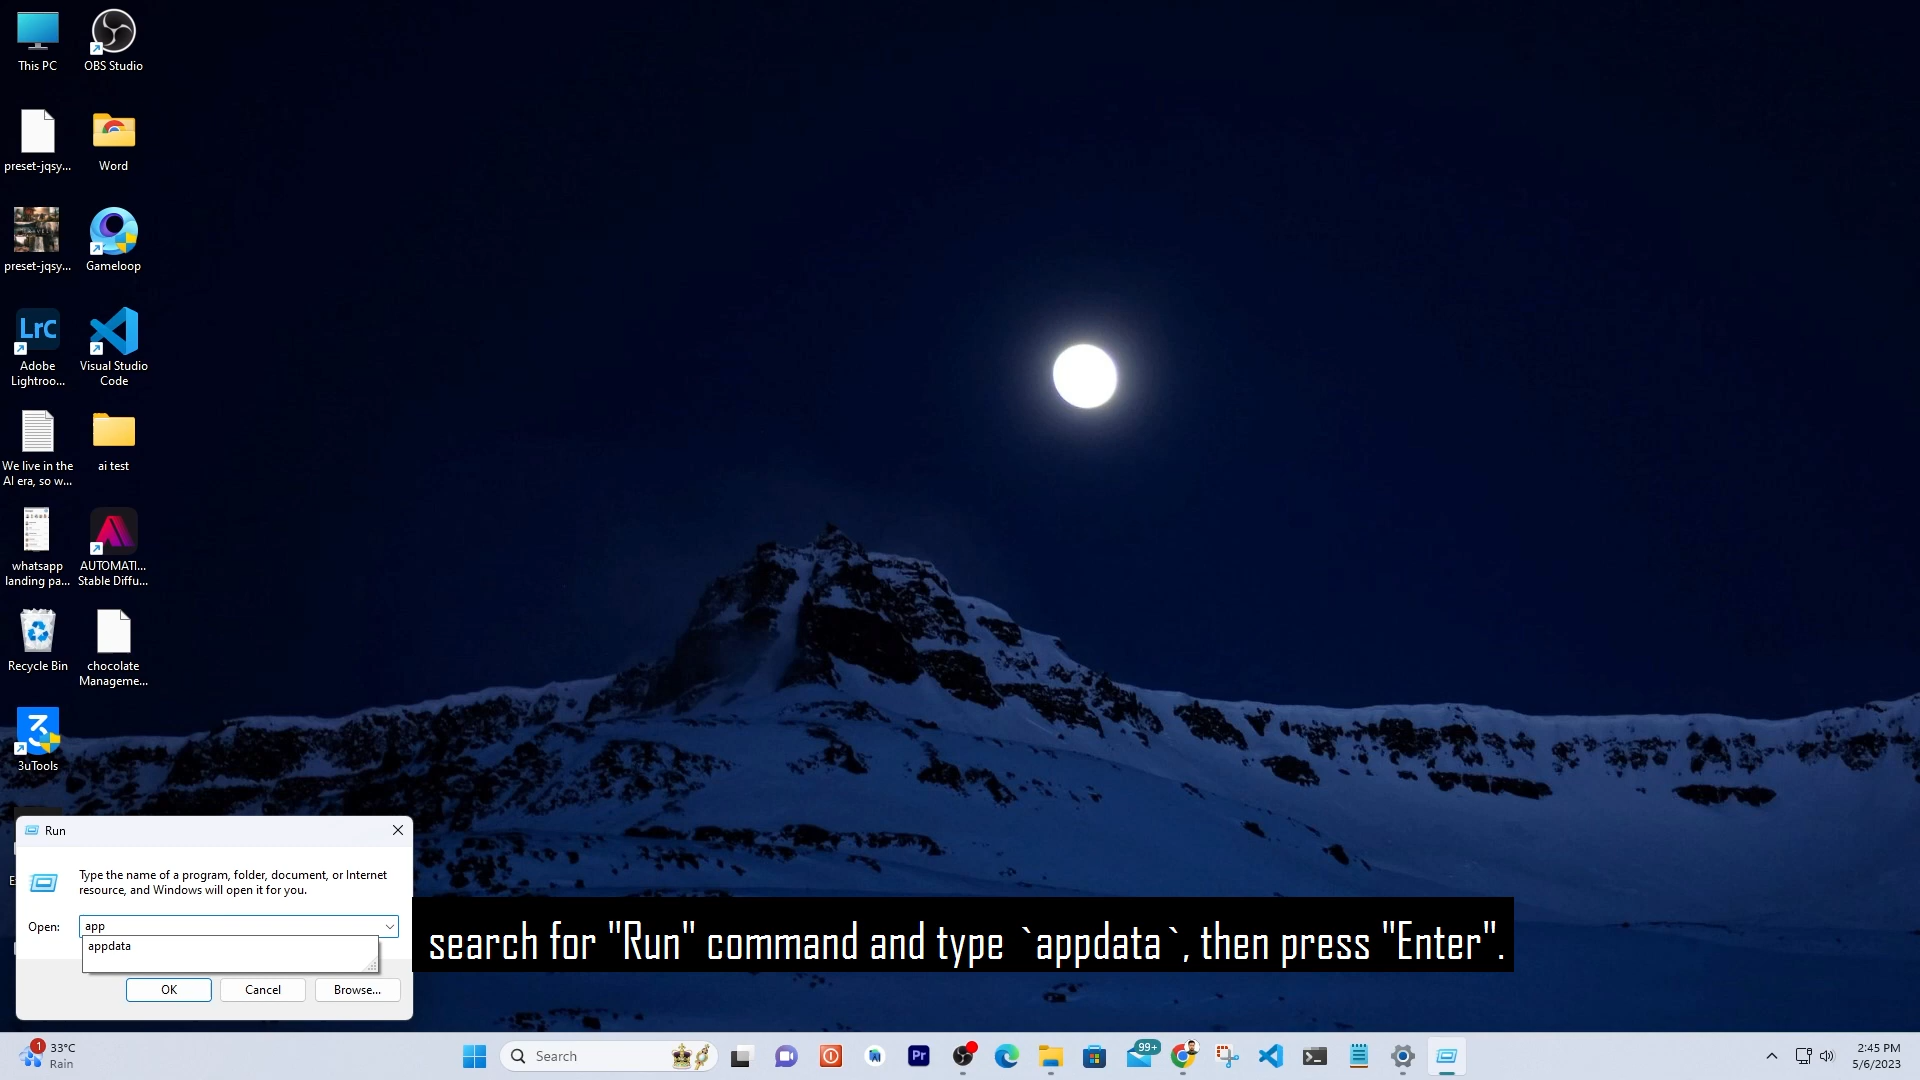 This PC
OBS Studio
preset-jqsy...
Word
preset-jqsy...
Gameloop
LrC
Adobe
Lightroo...
Visual Studio
Code
We live in the
AI era, so w...
ai test
whatsapp
landing pa...
AUTOMATI...
Stable Diffu...
Recycle Bin
chocolate
Manageme...
3
3uTools
Run
Type the name of a program, folder, document, or Internet
resource, and Windows will open it for you.
Open:
app
appdata
OK
Cancel
Browse...
search for "Run" command and type `appdata`, then press "Enter".
1
33°C
Rain
Search
Pr
99+
2:45 PM
5/6/2023